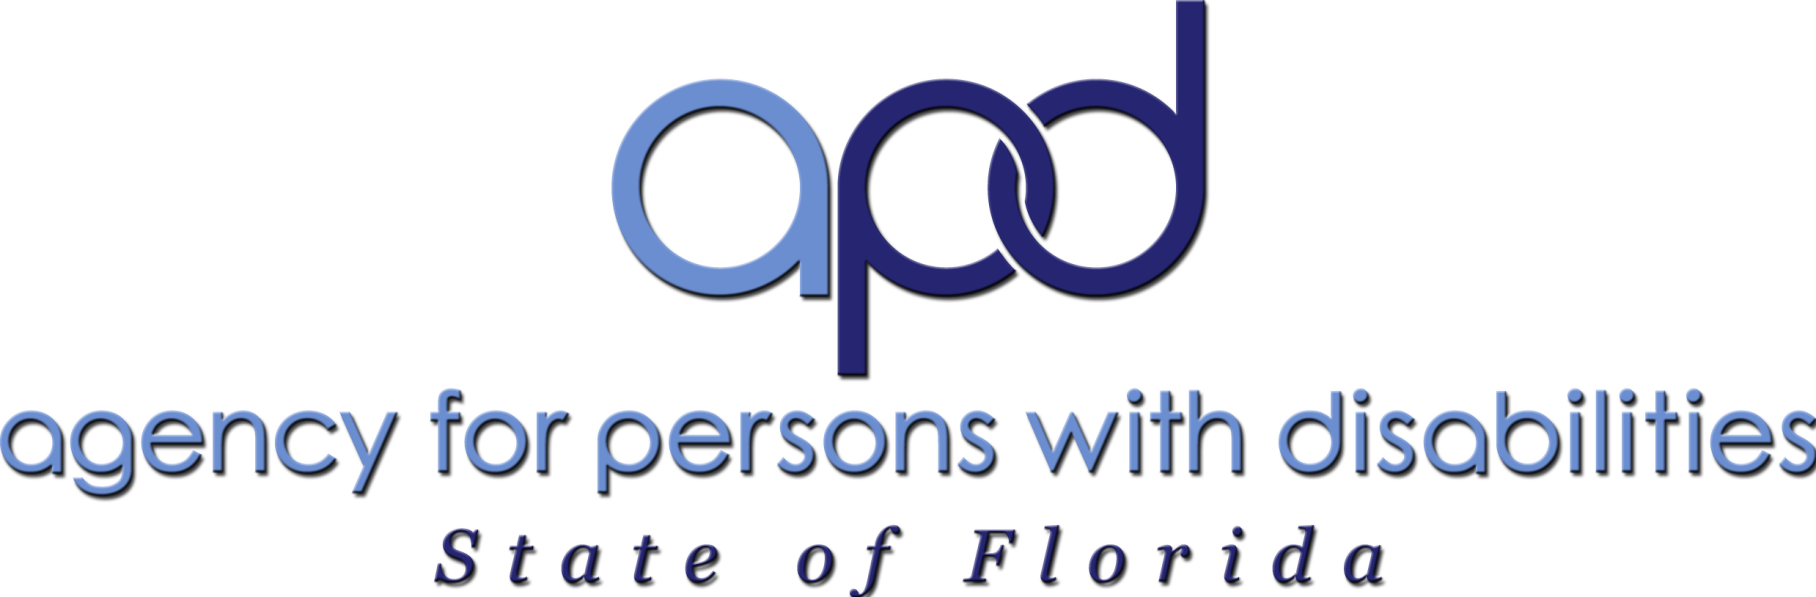 apd
agency for persons with disabilities
State of Florida